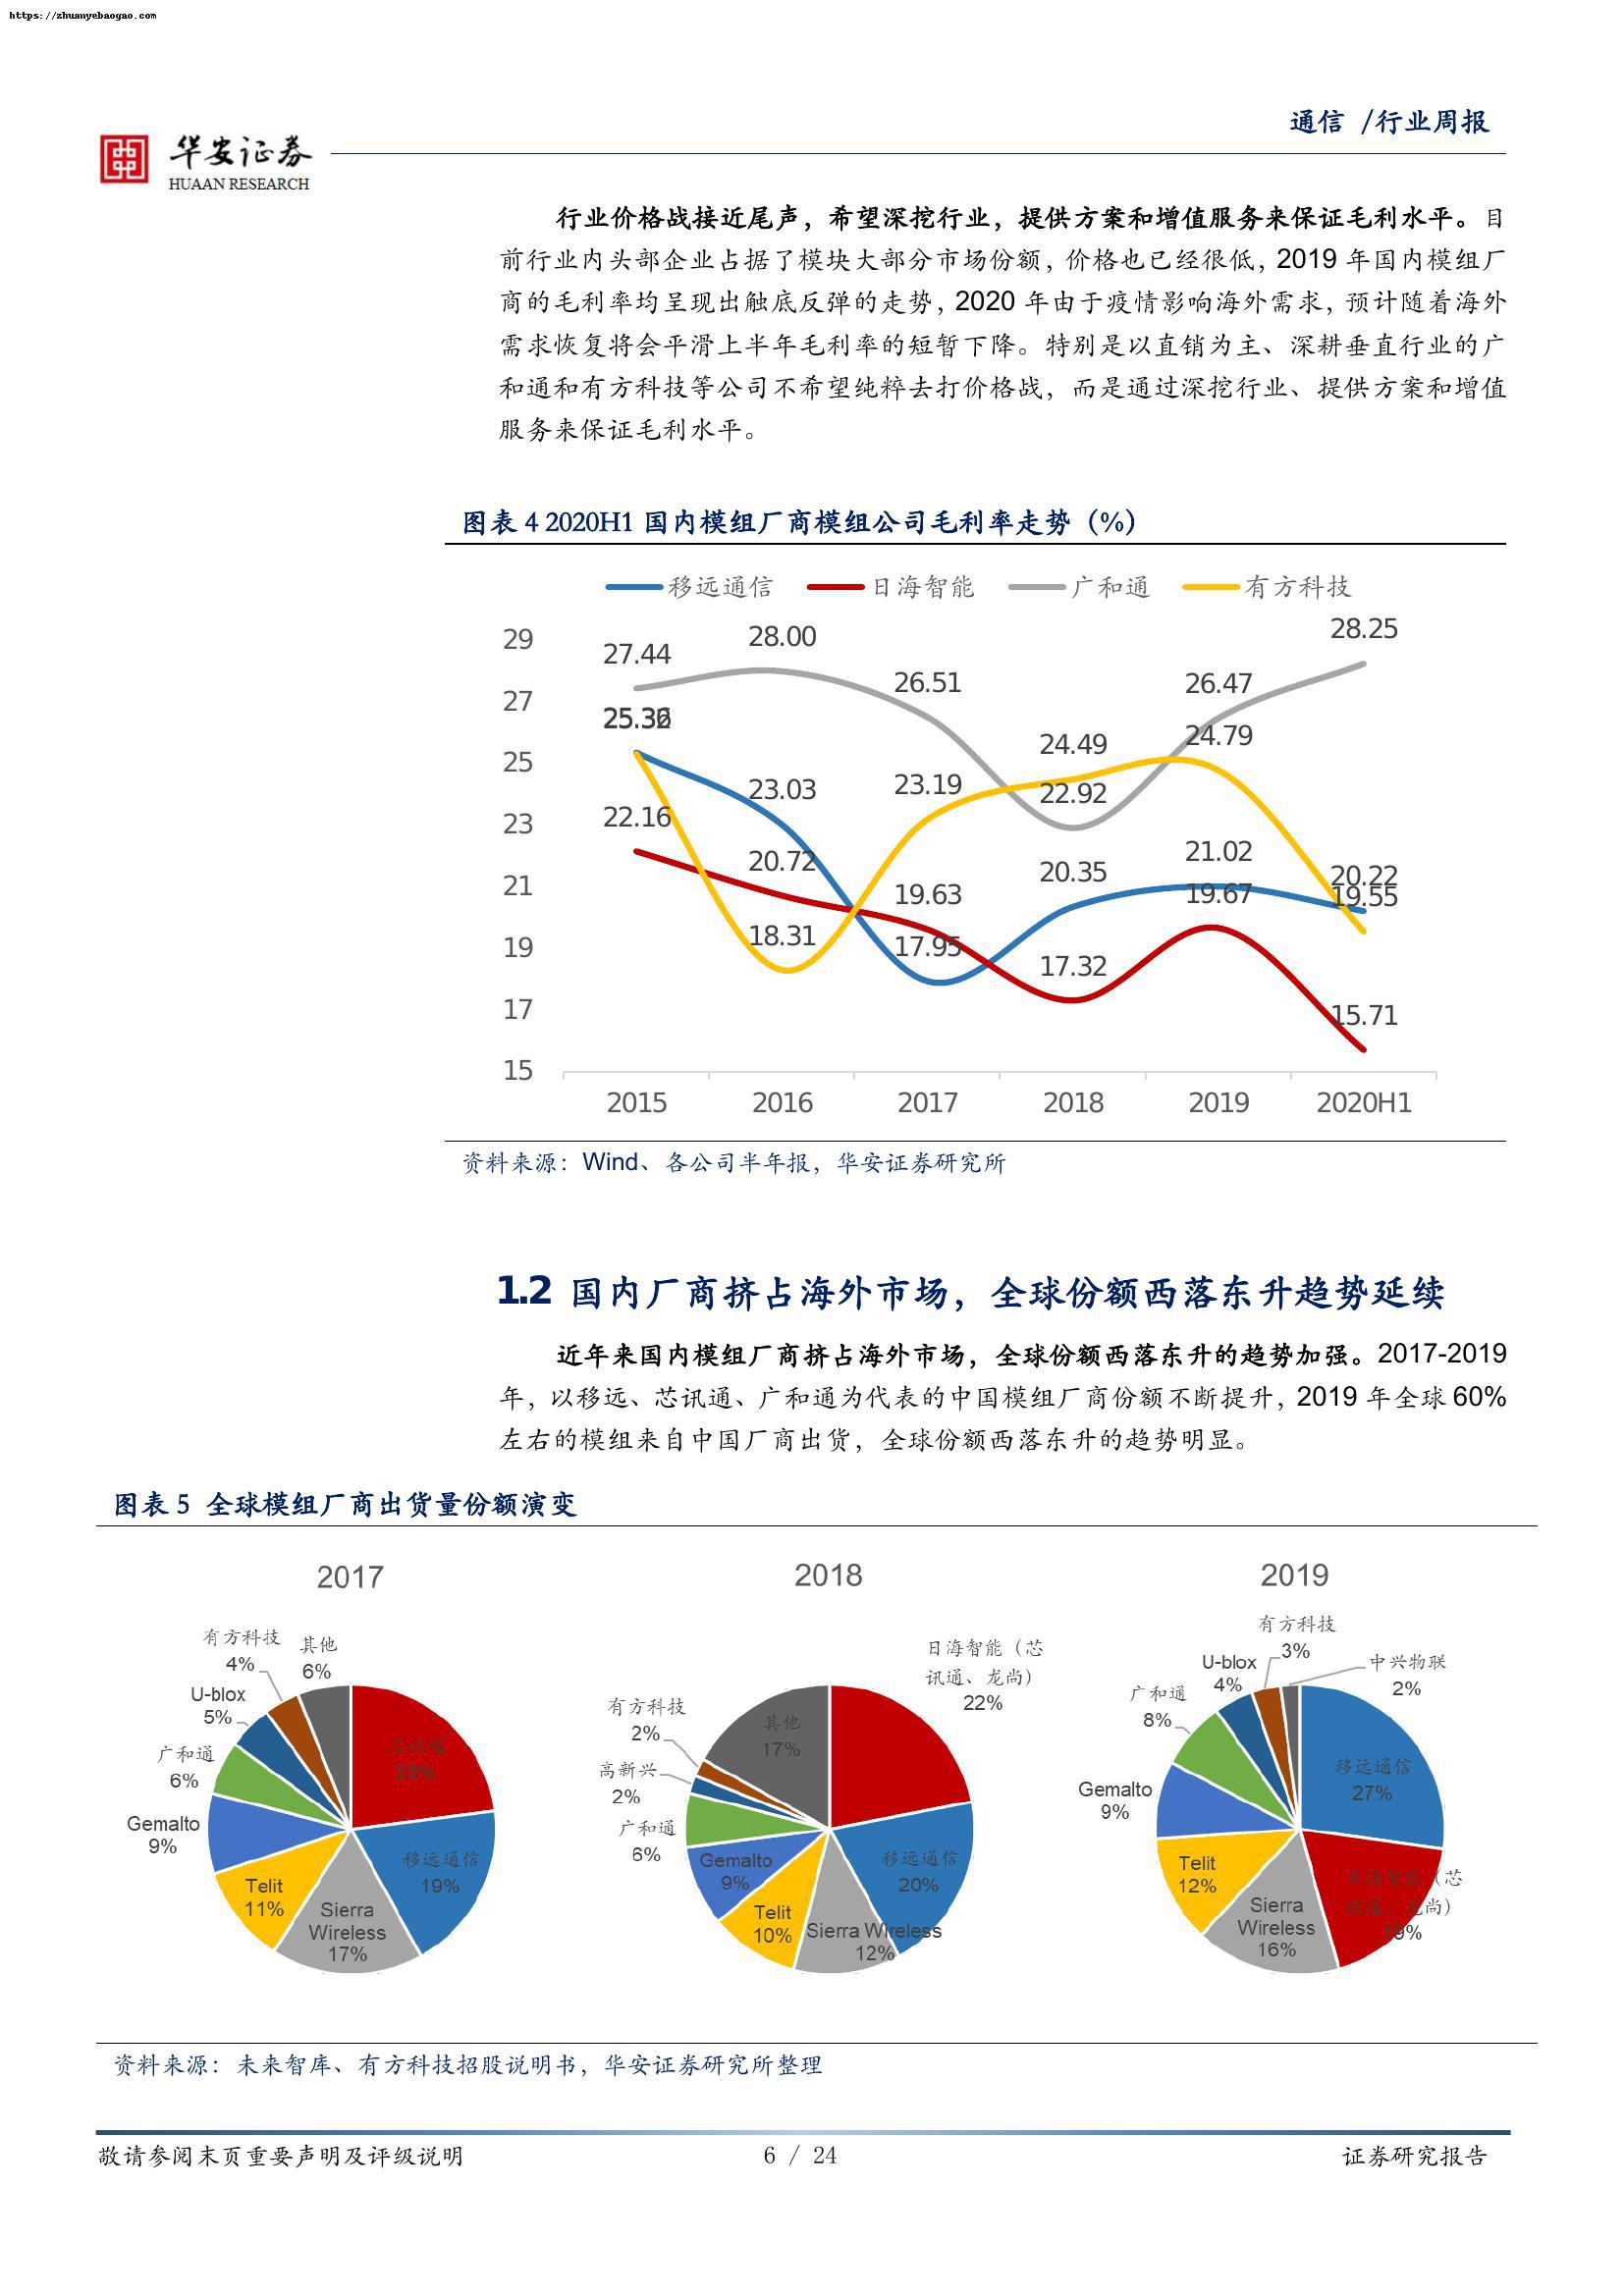 https://zhuanyebaogao.com
通信 /行业周报
华安证券
HUAAN RESEARCH
行业价格战接近尾声，希望深挖行业，提供方案和增值服务来保证毛利水平。目
前行业内头部企业占据了模块大部分市场份额，价格也已经很低，2019 年国内模组厂
商的毛利率均呈现出触底反弹的走势，2020 年由于疫情影响海外需求，预计随着海外
需求恢复将会平滑上半年毛利率的短暂下降。特别是以直销为主、深耕垂直行业的广
和通和有方科技等公司不希望纯粹去打价格战，而是通过深挖行业、提供方案和增值
服务来保证毛利水平。
图表 4 2020H1 国内模组厂商模组公司毛利率走势（%）
移远通信 日海智能 广和通 有方科技
29
27
25
23
21
19
17
15
27.44 28.00 26.51 22.92 26.47 28.25
25.36 23.03 17.95 20.35 21.02 20.22
22.16 20.72 19.63 17.32 19.67 15.71
18.31 23.19 24.49 24.79 19.55
2015 2016 2017 2018 2019 2020H1
资料来源：Wind、各公司半年报，华安证券研究所
1.2 国内厂商挤占海外市场，全球份额西落东升趋势延续
近年来国内模组厂商挤占海外市场，全球份额西落东升的趋势加强。2017-2019
年，以移远、芯讯通、广和通为代表的中国模组厂商份额不断提升，2019 年全球 60%
左右的模组来自中国厂商出货，全球份额西落东升的趋势明显。
图表 5 全球模组厂商出货量份额演变
2017
芯讯通
23%
移远通信
19%
Sierra
Wireless
17%
Telit
11%
Gemalto
9%
广和通
6%
U-blox
5%
有方科技
4%
其他
6%
2018
日海智能（芯
讯通、龙尚）
22%
移远通信
20%
Sierra Wireless
12%
Telit
10%
Gemalto
9%
广和通
6%
高新兴
2%
有方科技
2%
其他
17%
2019
移远通信
27%
日海智能（芯
讯通、龙尚）
19%
Sierra
Wireless
16%
Telit
12%
Gemalto
9%
广和通
8%
U-blox
4%
有方科技
3%
中兴物联
2%
资料来源：未来智库、有方科技招股说明书，华安证券研究所整理
敬请参阅末页重要声明及评级说明
6 / 24
证券研究报告